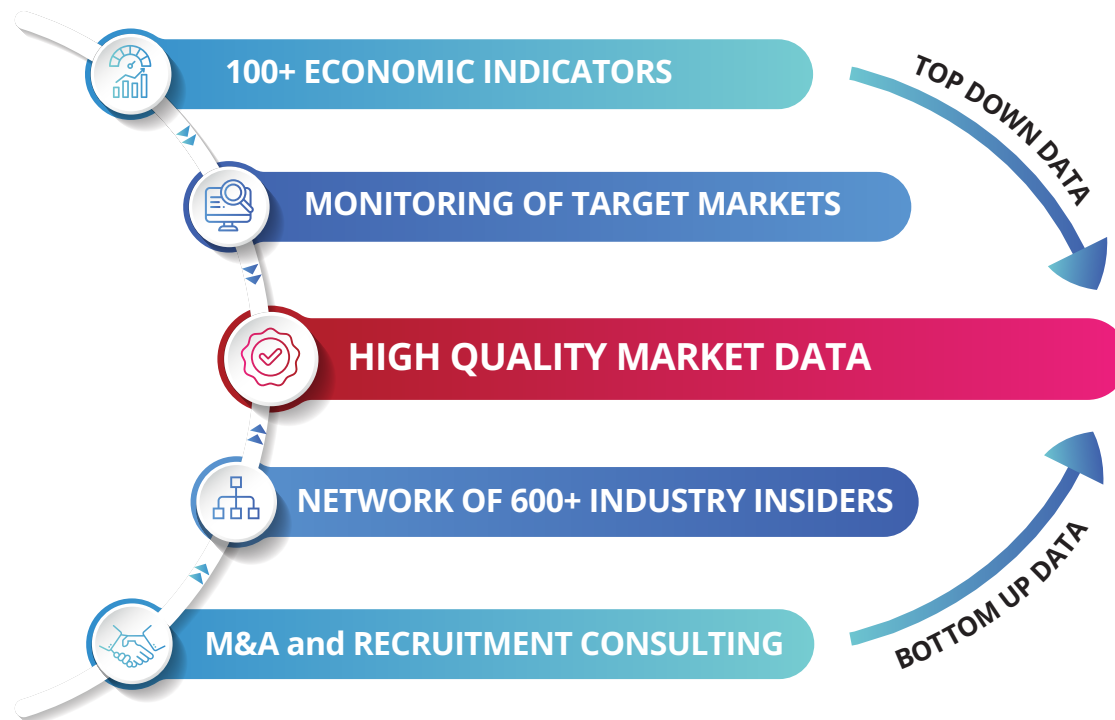 100+ ECONOMIC INDICATORS
TOP DOWN DATA
MONITORING OF TARGET MARKETS
HIGH QUALITY MARKET DATA
NETWORK OF 600+ INDUSTRY INSIDERS
BOTTOM UP DATA
M&A and RECRUITMENT CONSULTING